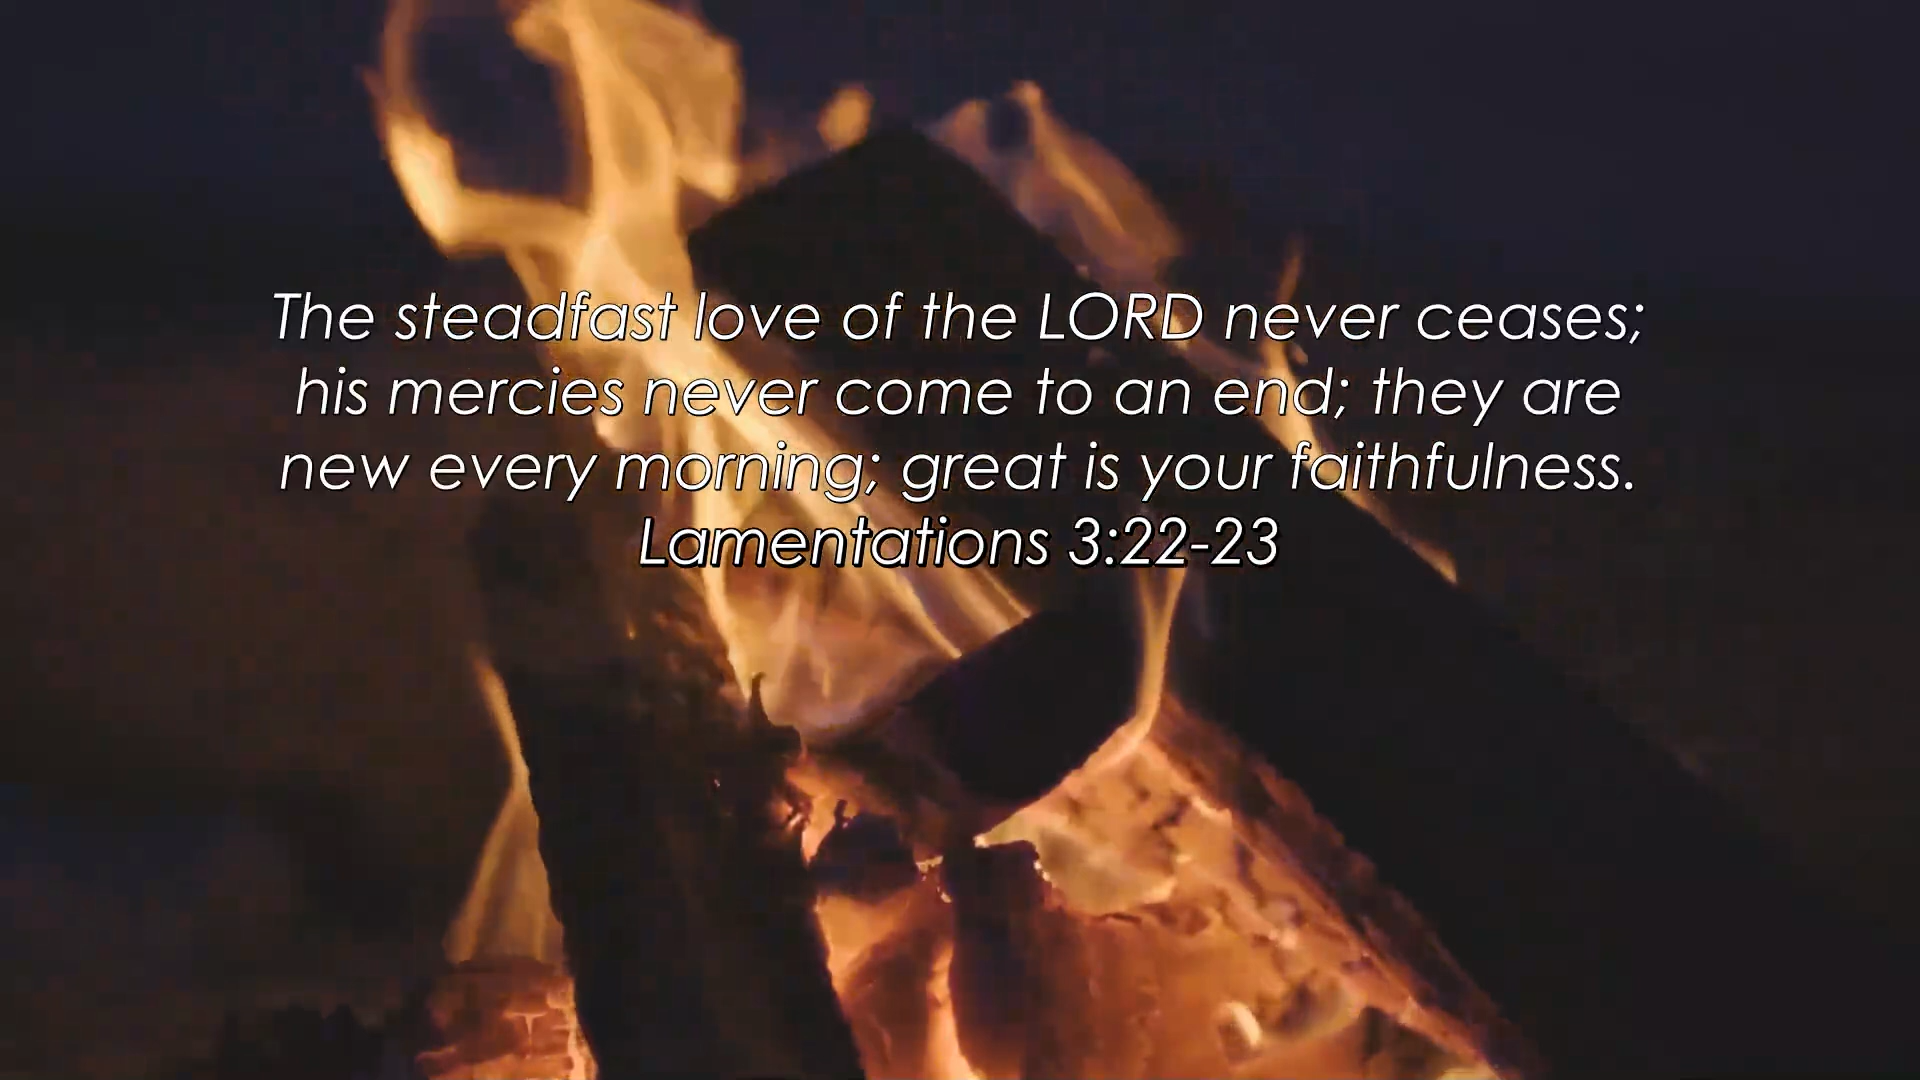 The steadfast love of the LORD never ceases;
his mercies never come to an end; they are
new every morning; great is your faithfulness.
Lamentations 3:22-23